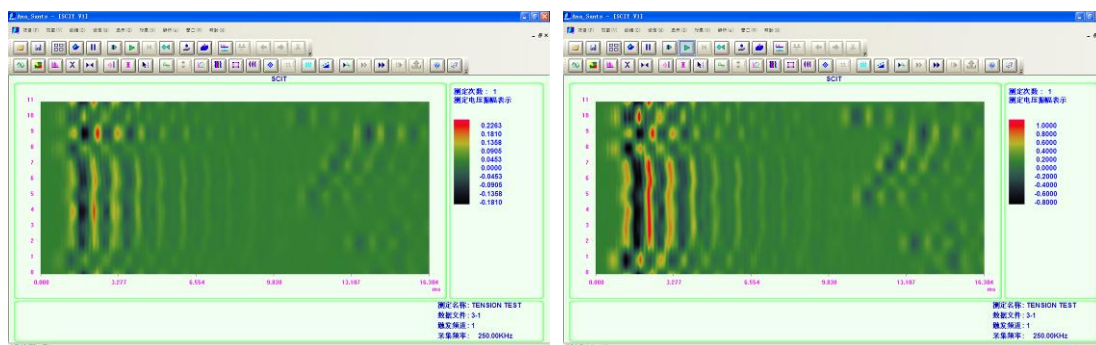 Ana_Sunto - [SCIT V1]
SCIT
11
10
9
8
7
6
5
4
3
2
1
0
0.000 3.277 6.554 9.830 13.107 16.384
ms
测定次数: 1
测定电压振幅表示
0.2263
0.1810
0.1358
0.0905
0.0453
0.0000
-0.0453
-0.0905
-0.1358
-0.1810
测定名称: TENSION TEST
数据文件: 3-1
触发频道: 1
采集频率: 250.00KHz
Ana_Sunto - [SCIT V1]
SCIT
11
10
9
8
7
6
5
4
3
2
1
0
0.000 3.277 6.554 9.830 13.107 16.384
ms
测定次数: 1
测定电压振幅表示
1.0000
0.8000
0.6000
0.4000
0.2000
0.0000
-0.2000
-0.4000
-0.6000
-0.8000
测定名称: TENSION TEST
数据文件: 3-1
触发频道: 1
采集频率: 250.00KHz